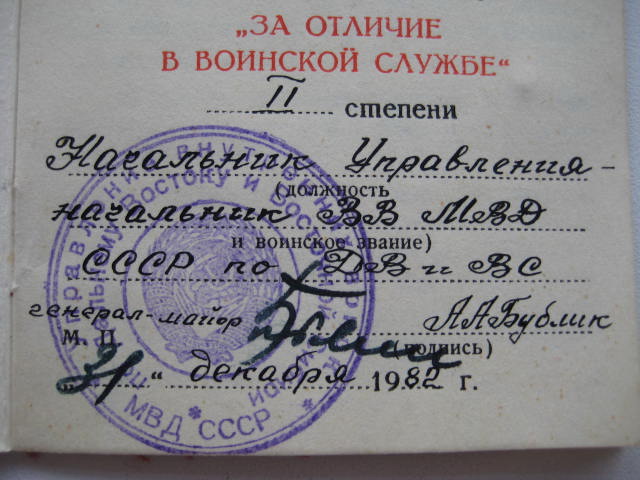 „ЗА ОТЛИЧИЕ
В ВОИНСКОЙ СЛУЖБЕ“
II степени
Начальник Управления-
(должность
начальник ВВ МВД
и воинское звание)
СССР по ДВ и ВС
генерал-майор А А Бублик
М. П. (подпись)
„31“ декабря 1982 г.
МВД СССР